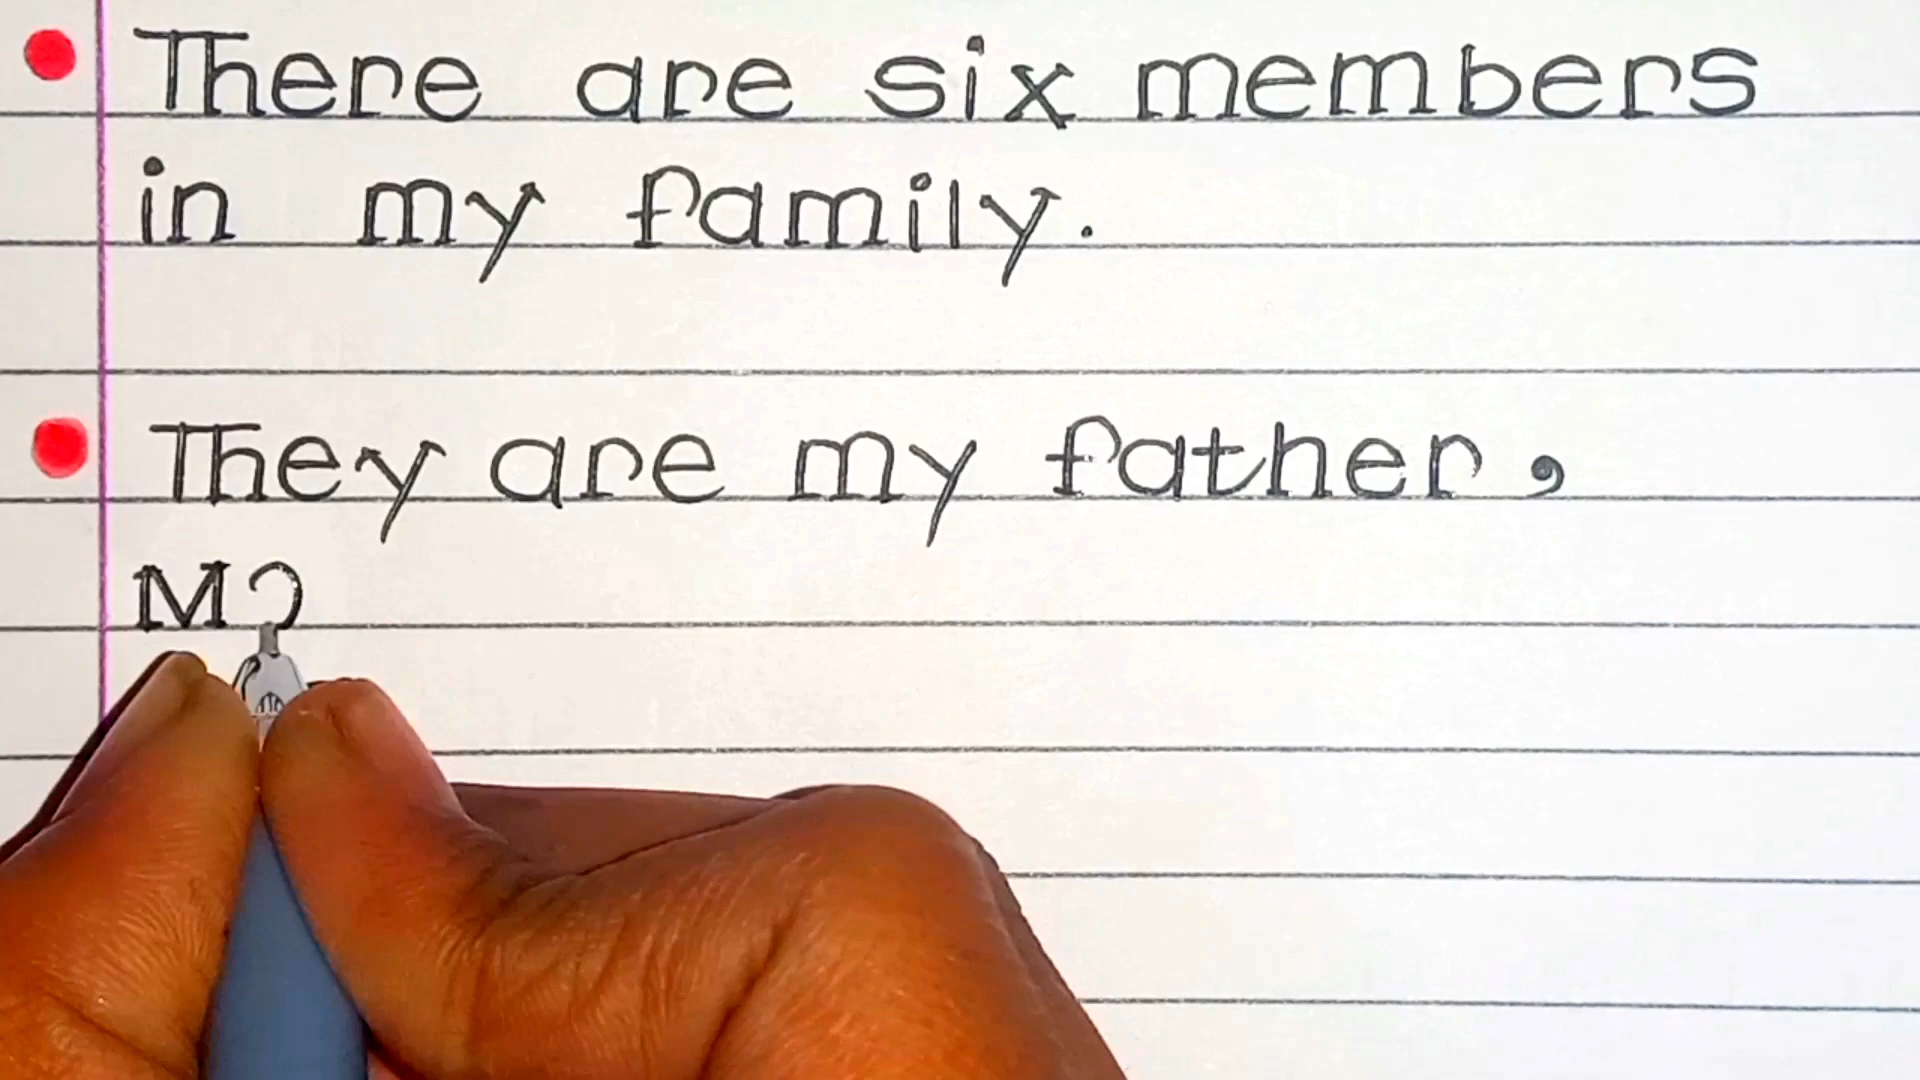 There are six members
in my family.
They are my father,
M